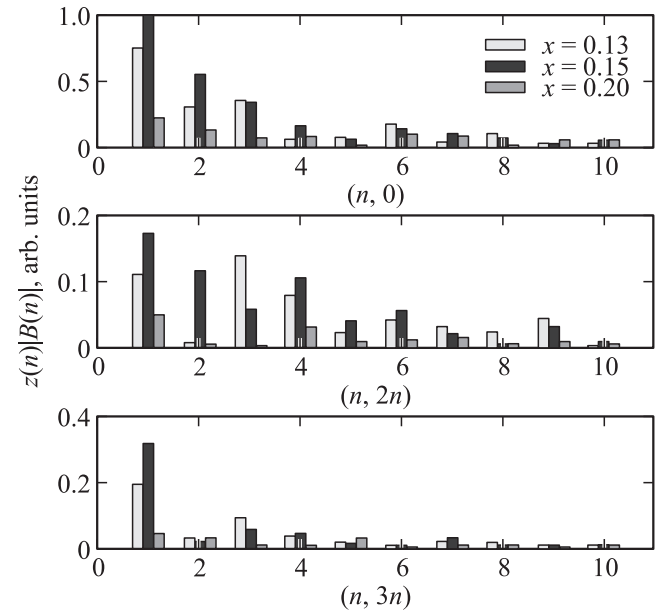 1.0
0.5
0
x = 0.13
x = 0.15
x = 0.20
0 2 4 6 8 10
(n, 0)
z(n)|B(n)|, arb. units
0.2
0.1
0
0 2 4 6 8 10
(n, 2n)
0.4
0.2
0
0 2 4 6 8 10
(n, 3n)